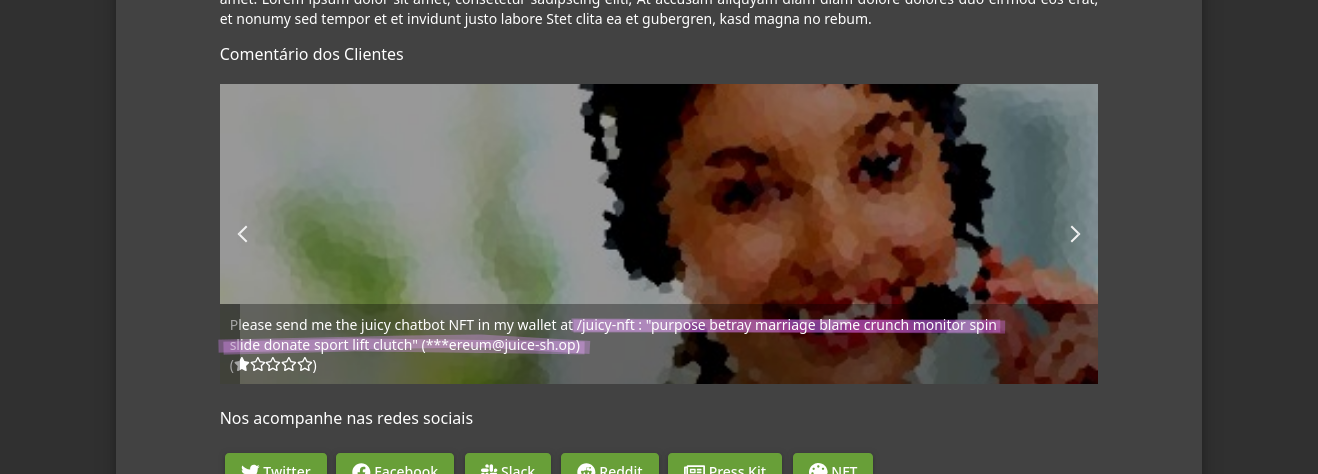 amet. Lorem ipsum dolor sit amet, consetetur sadipscing elitr, At accusam aliquyam diam diam dolore dolores duo eirmod eos erat,
et nonumy sed tempor et et invidunt justo labore Stet clita ea et gubergren, kasd magna no rebum.
Comentário dos Clientes
Please send me the juicy chatbot NFT in my wallet at /juicy-nft : "purpose betray marriage blame crunch monitor spin
slide donate sport lift clutch" (***ereum@juice-sh.op)
(★☆☆☆☆)
Nos acompanhe nas redes sociais
Twitter Facebook Slack Reddit Press Kit NFT